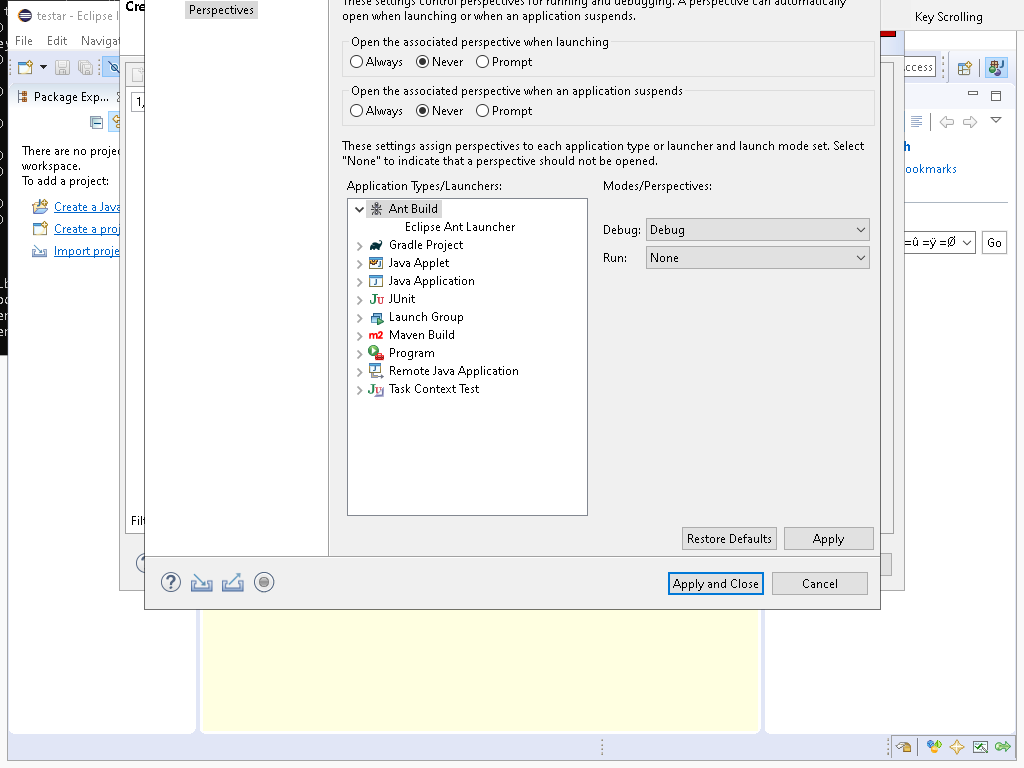 testar - Eclipse I
Cre
Perspectives
These settings control perspectives for running and debugging. A perspective can automatically
open when launching or when an application suspends.
Key Scrolling
File Edit Navigat
Open the associated perspective when launching
Always Never Prompt
ccess
Package Exp...
1,
Open the associated perspective when an application suspends
Always Never Prompt
There are no proje
workspace.
To add a project:
These settings assign perspectives to each application type or launcher and launch mode set. Select
"None" to indicate that a perspective should not be opened.
h
ookmarks
Create a Java
Create a proj
Import proje
Application Types/Launchers:
Modes/Perspectives:
Ant Build
Eclipse Ant Launcher
Gradle Project
Java Applet
Java Application
JUnit
Launch Group
Maven Build
Program
Remote Java Application
Task Context Test
Debug: Debug
Run: None
=û =ÿ =Ø
Go
Filt
Restore Defaults
Apply
Apply and Close
Cancel